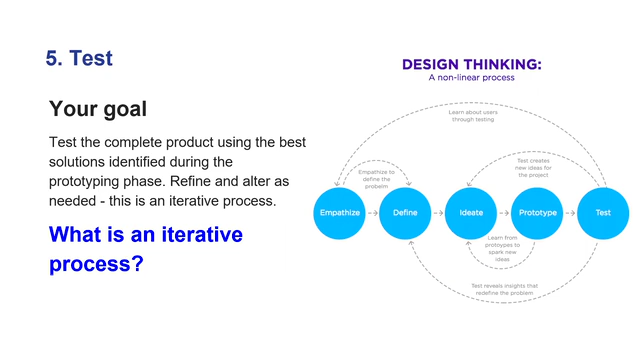 5. Test
Your goal
Test the complete product using the best
solutions identified during the
prototyping phase. Refine and alter as
needed - this is an iterative process.
What is an iterative
process?
DESIGN THINKING:
A non-linear process
Learn about users
through testing
Empathize to
define the
probelm
Test creates
new ideas for
the project
Empathize
Define
Ideate
Prototype
Test
Learn from
protoypes to
spark new
ideas
Test reveals insights that
redefine the problem